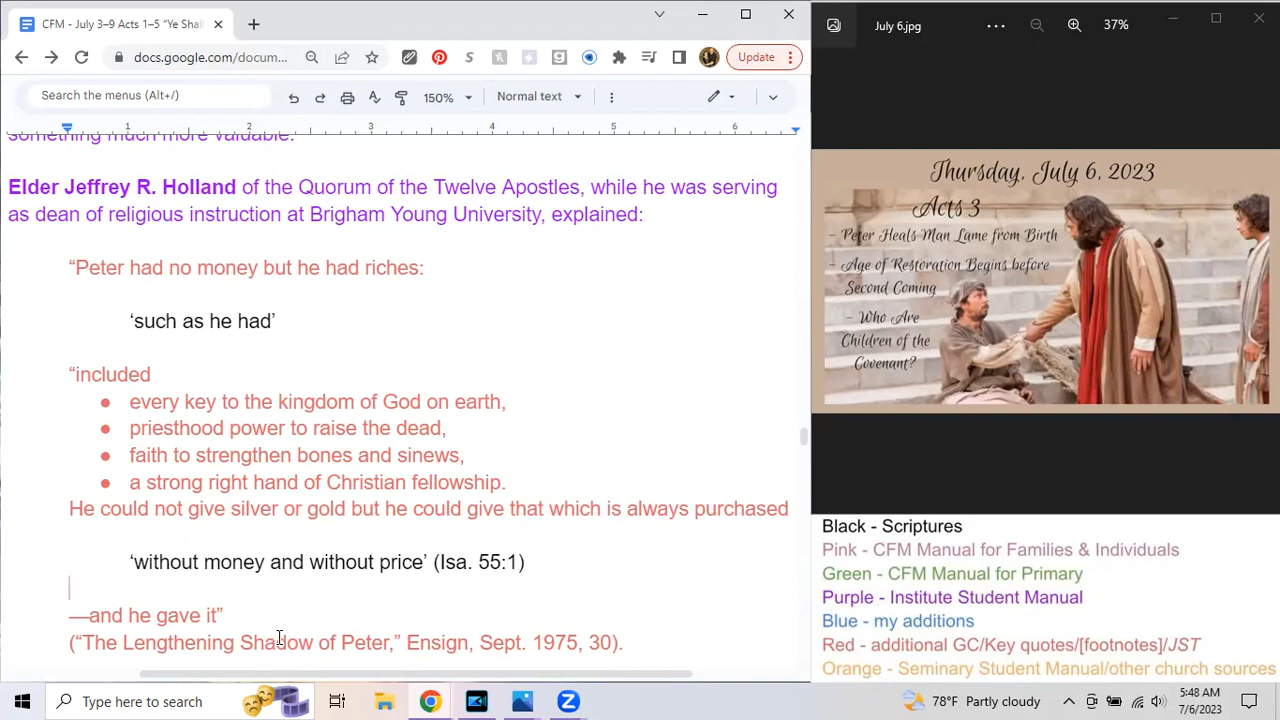 CFM - July 3–9 Acts 1–5 “Ye Shall
docs.google.com/docum...
Update
Search the menus (Alt+/)
150%
Normal text
1 2 3 4 5 6
something much more valuable.
Elder Jeffrey R. Holland of the Quorum of the Twelve Apostles, while he was serving
as dean of religious instruction at Brigham Young University, explained:
“Peter had no money but he had riches:
‘such as he had’
“included
● every key to the kingdom of God on earth,
● priesthood power to raise the dead,
● faith to strengthen bones and sinews,
● a strong right hand of Christian fellowship.
He could not give silver or gold but he could give that which is always purchased
‘without money and without price’ (Isa. 55:1)
—and he gave it”
(“The Lengthening Shadow of Peter,” Ensign, Sept. 1975, 30).
July 6.jpg
37%
Thursday, July 6, 2023
Acts 3
- Peter Heals Man Lame from Birth
- Age of Restoration Begins before
Second Coming
- Who Are
Children of the
Covenant?
Black - Scriptures
Pink - CFM Manual for Families & Individuals
Green - CFM Manual for Primary
Purple - Institute Student Manual
Blue - my additions
Red - additional GC/Key quotes/[footnotes]/JST
Orange - Seminary Student Manual/other church sources
Type here to search
78°F Partly cloudy
5:48 AM
7/6/2023